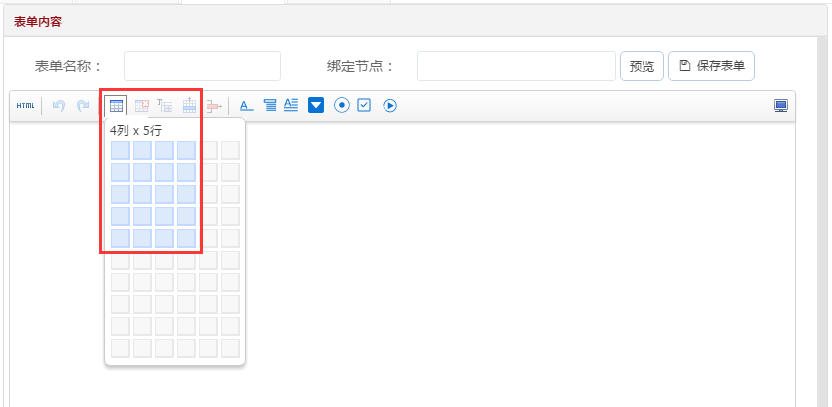 表单内容
表单名称：
绑定节点：
预览
保存表单
HTML
4列 x 5行